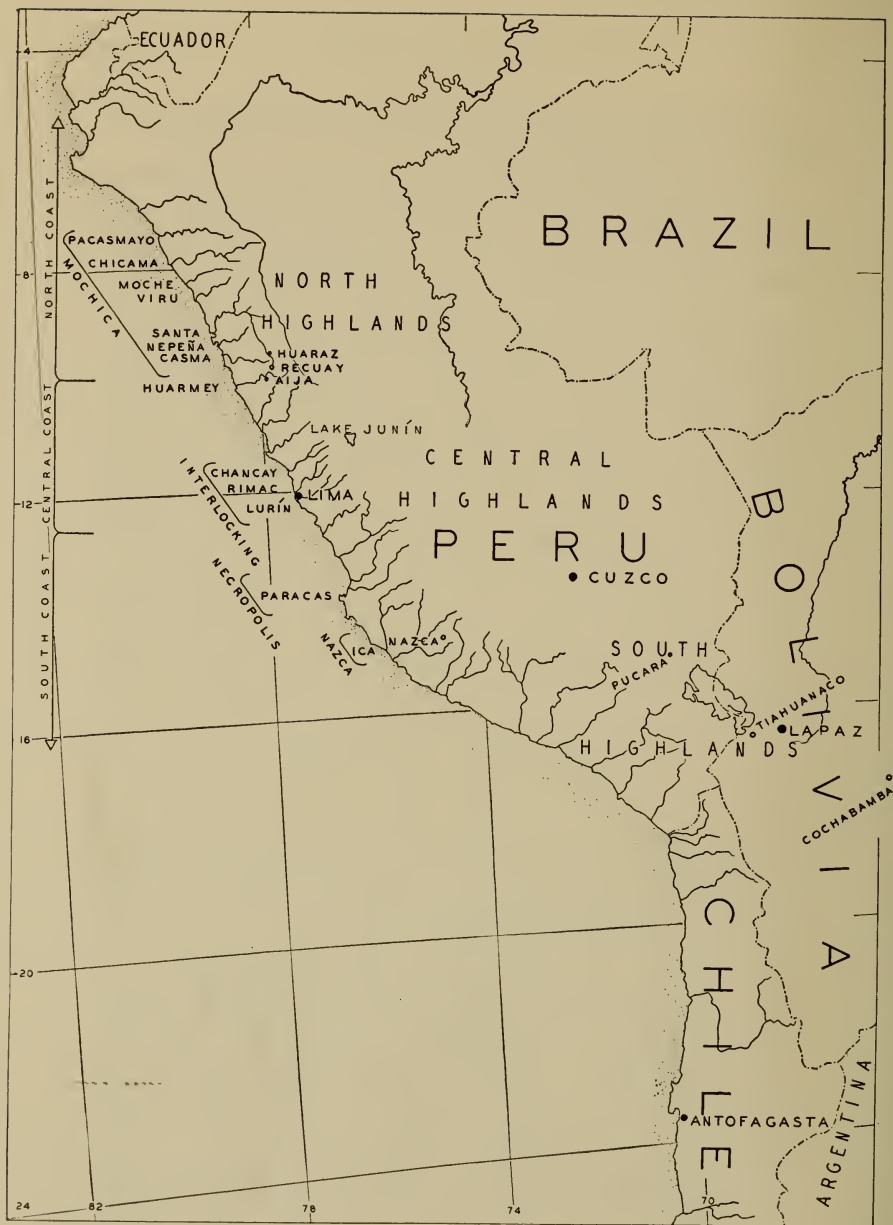 ECUADOR
4
BRAZIL
NORTH COAST
PACASMAYO
CHICAMA
MOCHE
VIRU
MOCHICA
8
NORTH
HIGHLANDS
SANTA
NEPEÑA
CASMA
HUARMEY
HUARAZ
RECUAY
AIJA
CENTRAL COAST
LAKE JUNÍN
CENTRAL
HIGHLANDS
CHANCAY
RIMAC
LURÍN
INTERLOCKING
LIMA
12
PERU
BOLIVIA
CUZCO
SOUTH COAST
PARACAS
NECROPOLIS
ICA
NAZCA
NAZCA
SOUTH
PUCARA
HIGHLANDS
TIAHUANACO
LA PAZ
16
COCHABAMBA
CHILE
20
ANTOFAGASTA
ARGENTINA
24
82
78
74
70